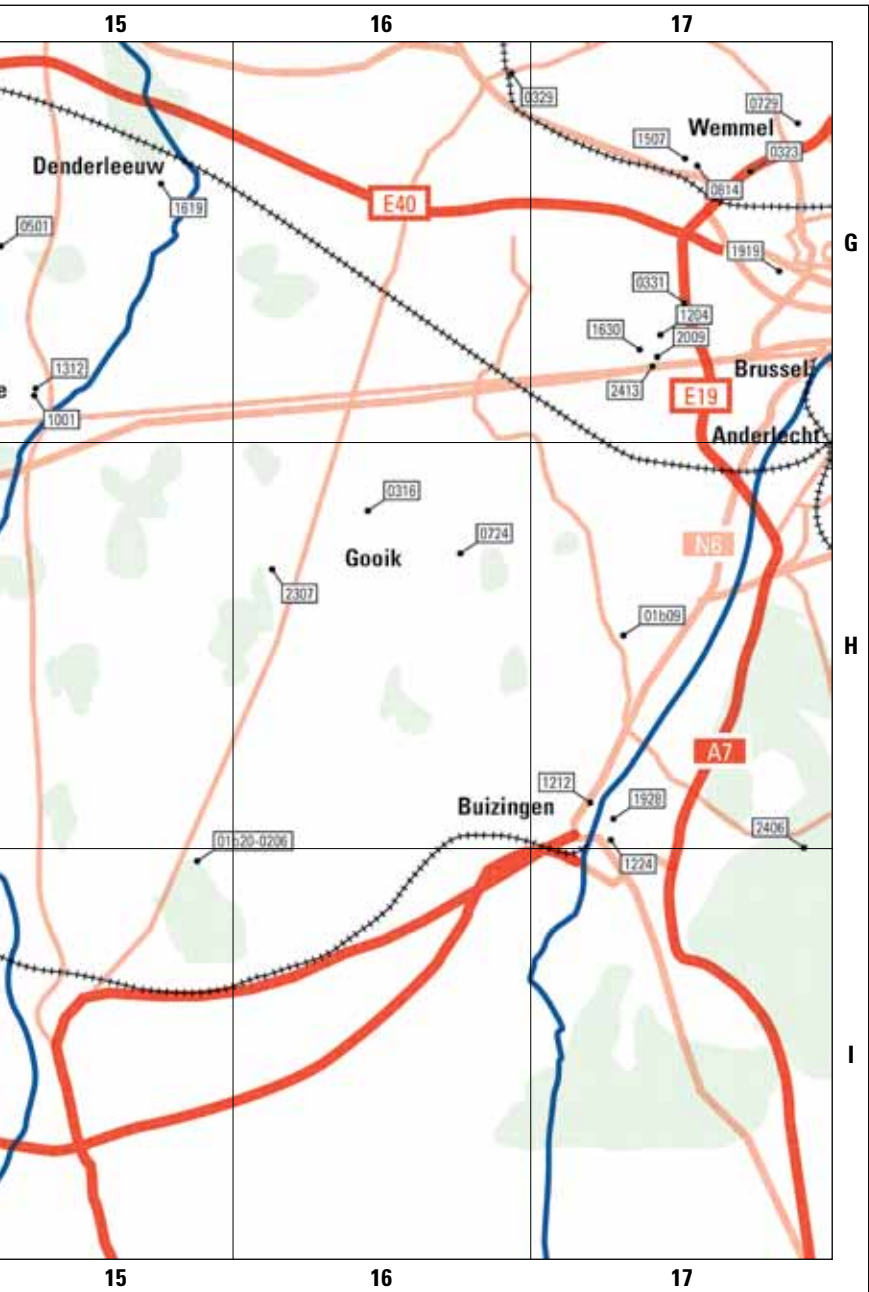 15 16 17
0329
0729
Wemmel
1507
0323
Denderleeuw
0814
E40
1619
0501
G
1919
0331
1204
1630
2009
1312
Brussel
e
2413
E19
1001
Anderlecht
0316
0724
N6
Gooik
2307
01b09
H
A7
1212
Buizingen
1928
2406
01b20-0206
1224
I
15 16 17